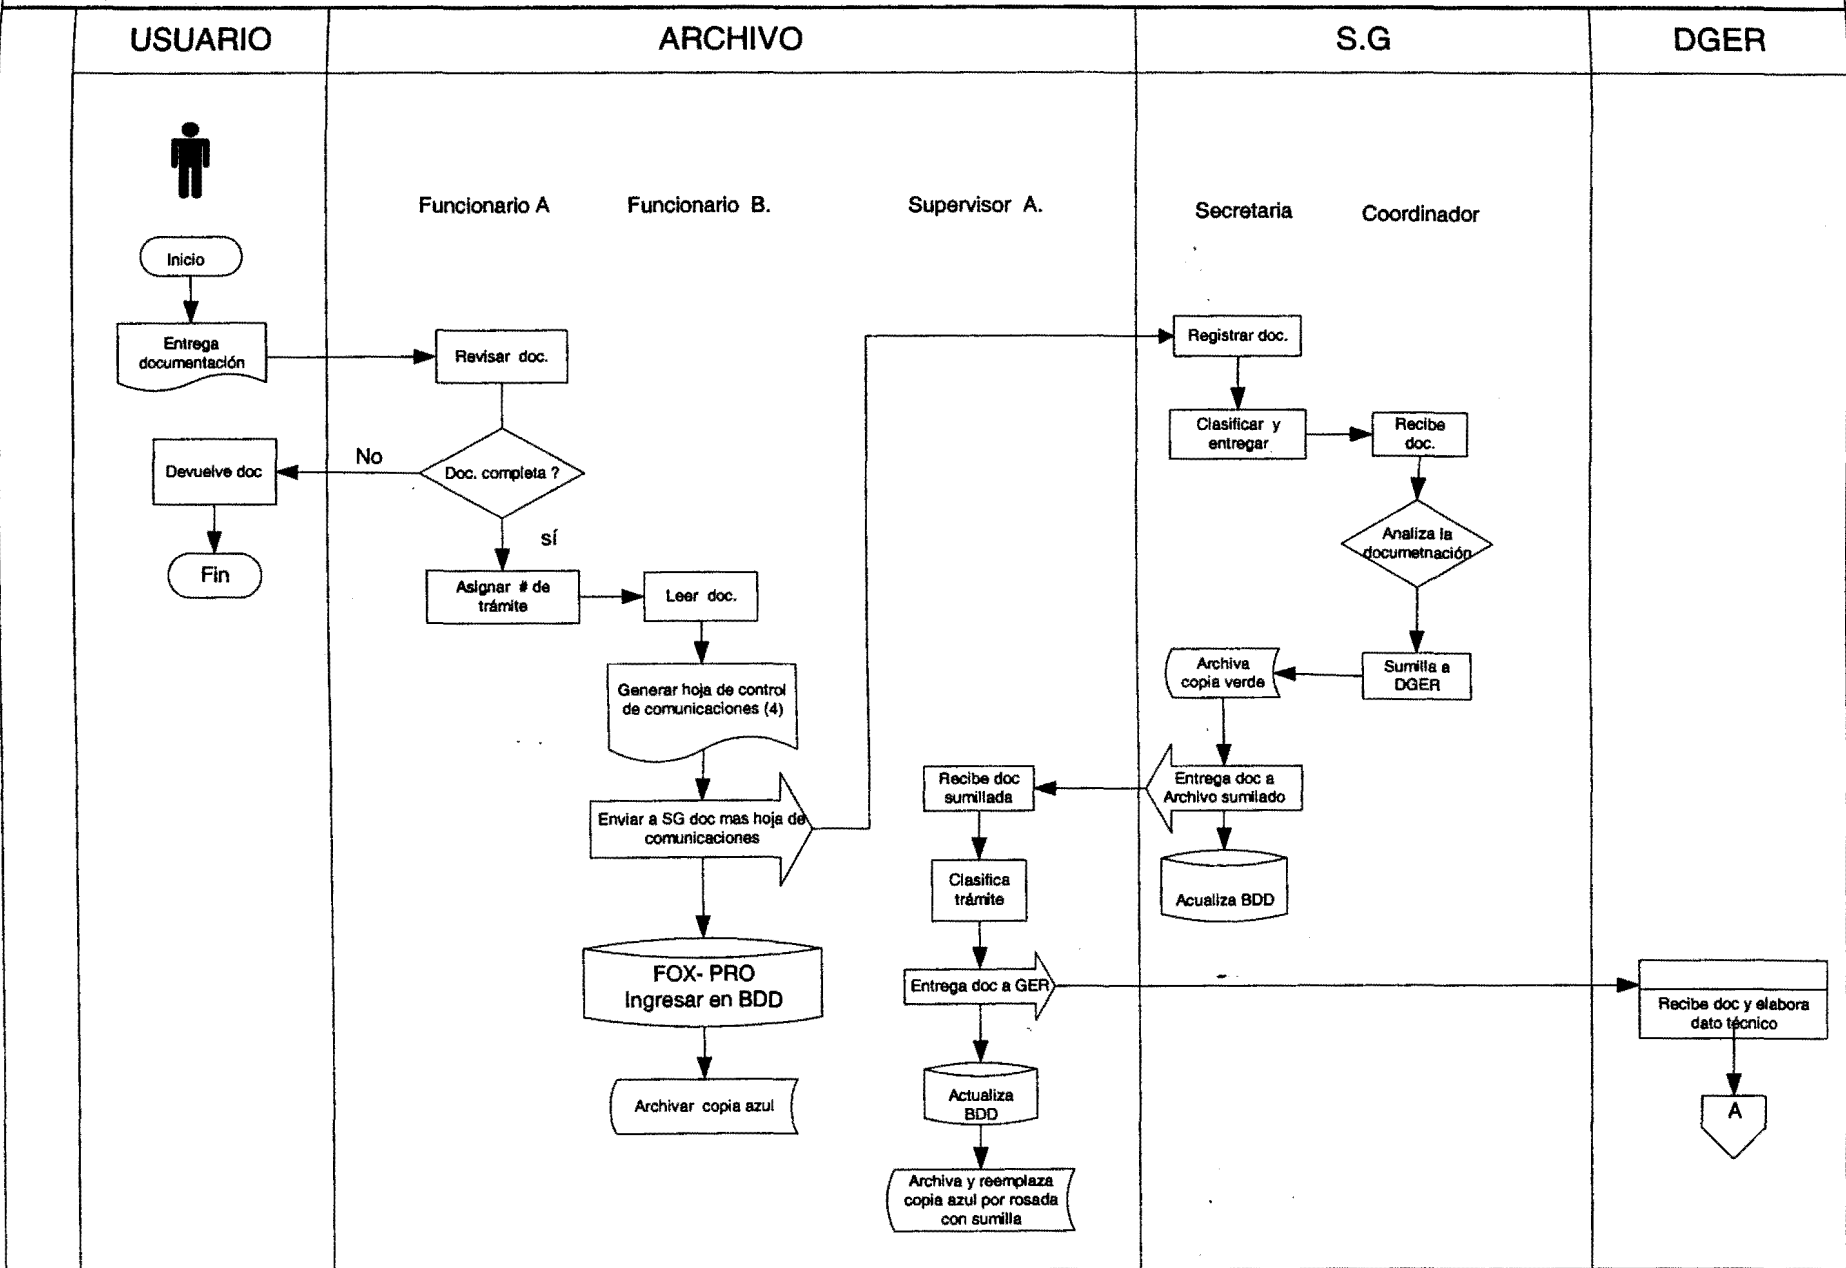 USUARIO
ARCHIVO
S.G
DGER
Funcionario A
Funcionario B.
Supervisor A.
Secretaria
Coordinador
Inicio
Entrega
documentación
Revisar doc.
Doc. completa ?
No
Devuelve doc
Fin
sí
Asignar # de
trámite
Leer doc.
Generar hoja de control
de comunicaciones (4)
Enviar a SG doc mas hoja de
comunicaciones
FOX- PRO
Ingresar en BDD
Archivar copia azul
Registrar doc.
Clasificar y
entregar
Recibe
doc.
Analiza la
documetnación
Sumilla a
DGER
Archiva
copia verde
Entrega doc a
Archivo sumilado
Acualiza BDD
Recibe doc
sumillada
Clasifica
trámite
Entrega doc a GER
Actualiza
BDD
Archiva y reemplaza
copia azul por rosada
con sumilla
Recibe doc y elabora
dato técnico
A